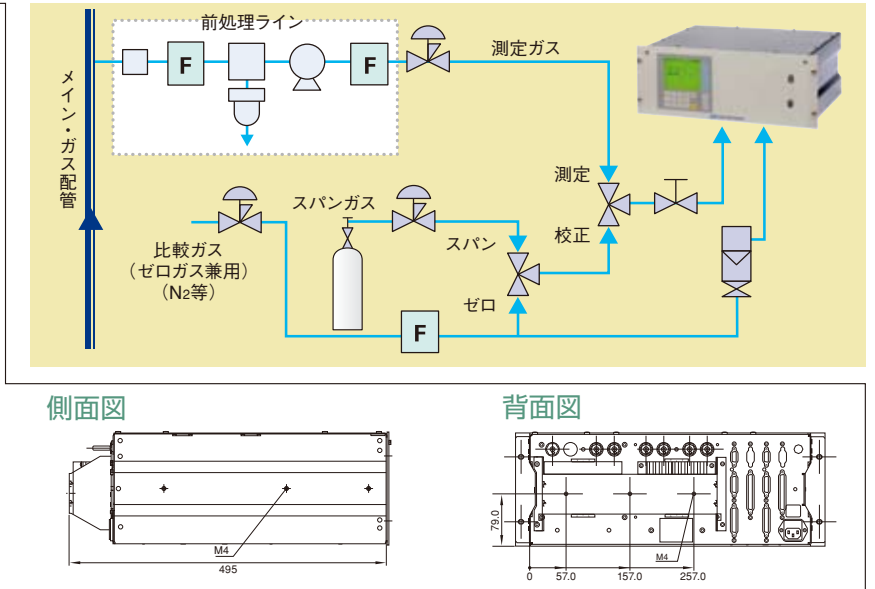 前処理ライン
F
F
測定ガス
メイン・ガス配管
測定
校正
スパンガス
スパン
ゼロ
比較ガス
（ゼロガス兼用）
（N2等）
F
側面図
M4
495
背面図
79.0
M4
0 57.0 157.0 257.0